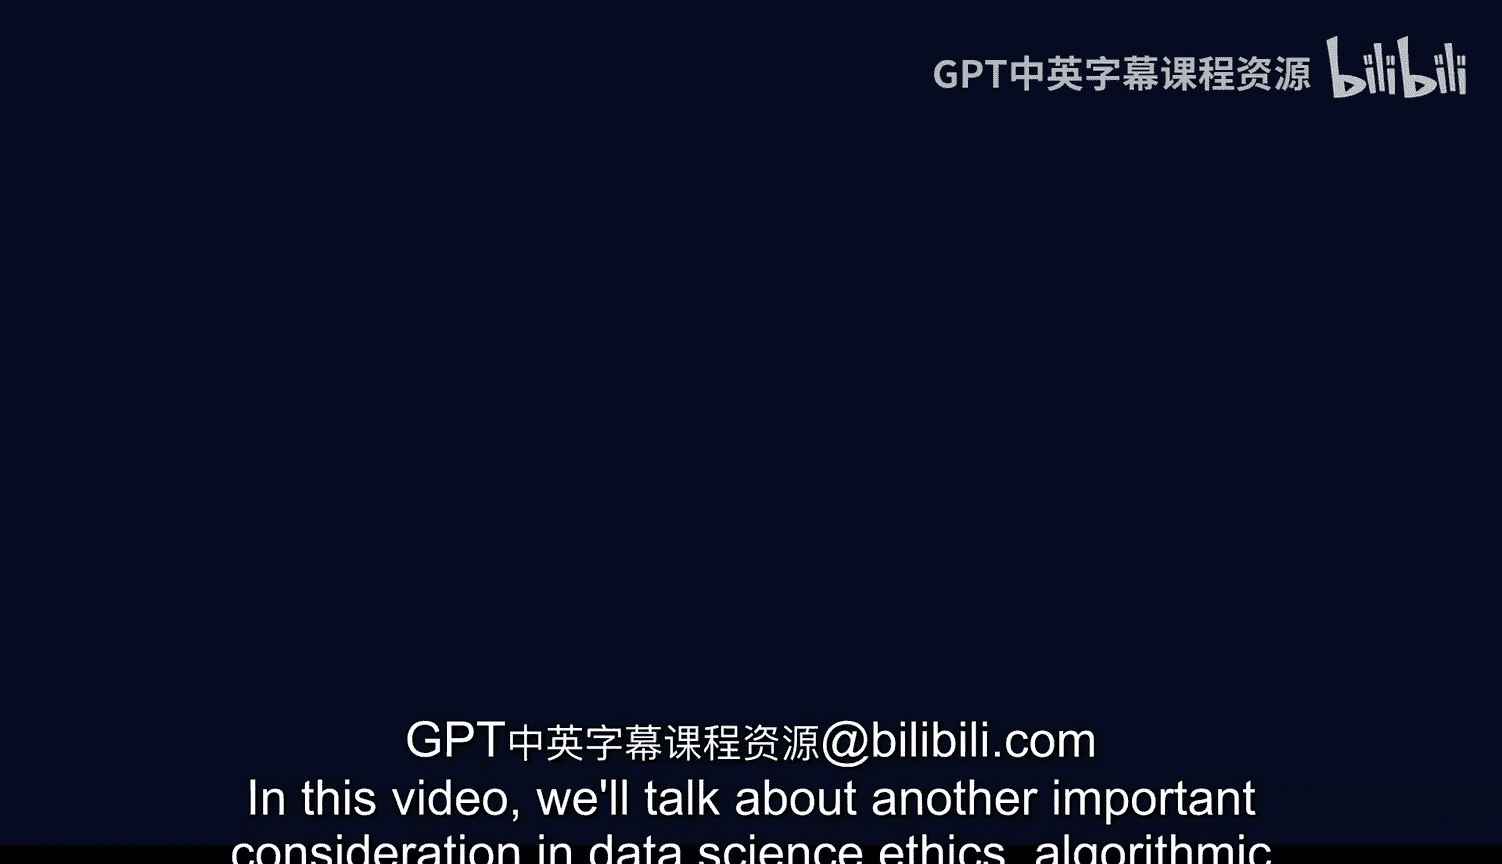 GPT中英字幕课程资源 bilibili
GPT中英字幕课程资源@bilibili.com
In this video, we'll talk about another important
consideration in data science ethics, algorithmic